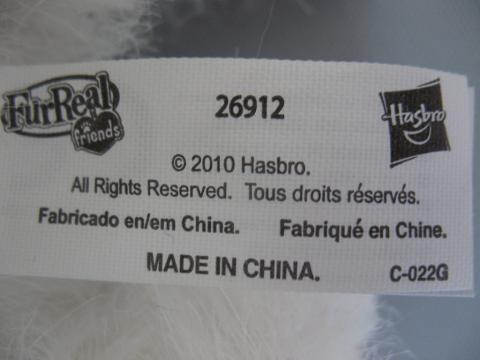 FurReal friends
26912
Hasbro
© 2010 Hasbro.
All Rights Reserved. Tous droits réservés.
Fabricado en/em China. Fabriqué en Chine.
MADE IN CHINA. C-022G